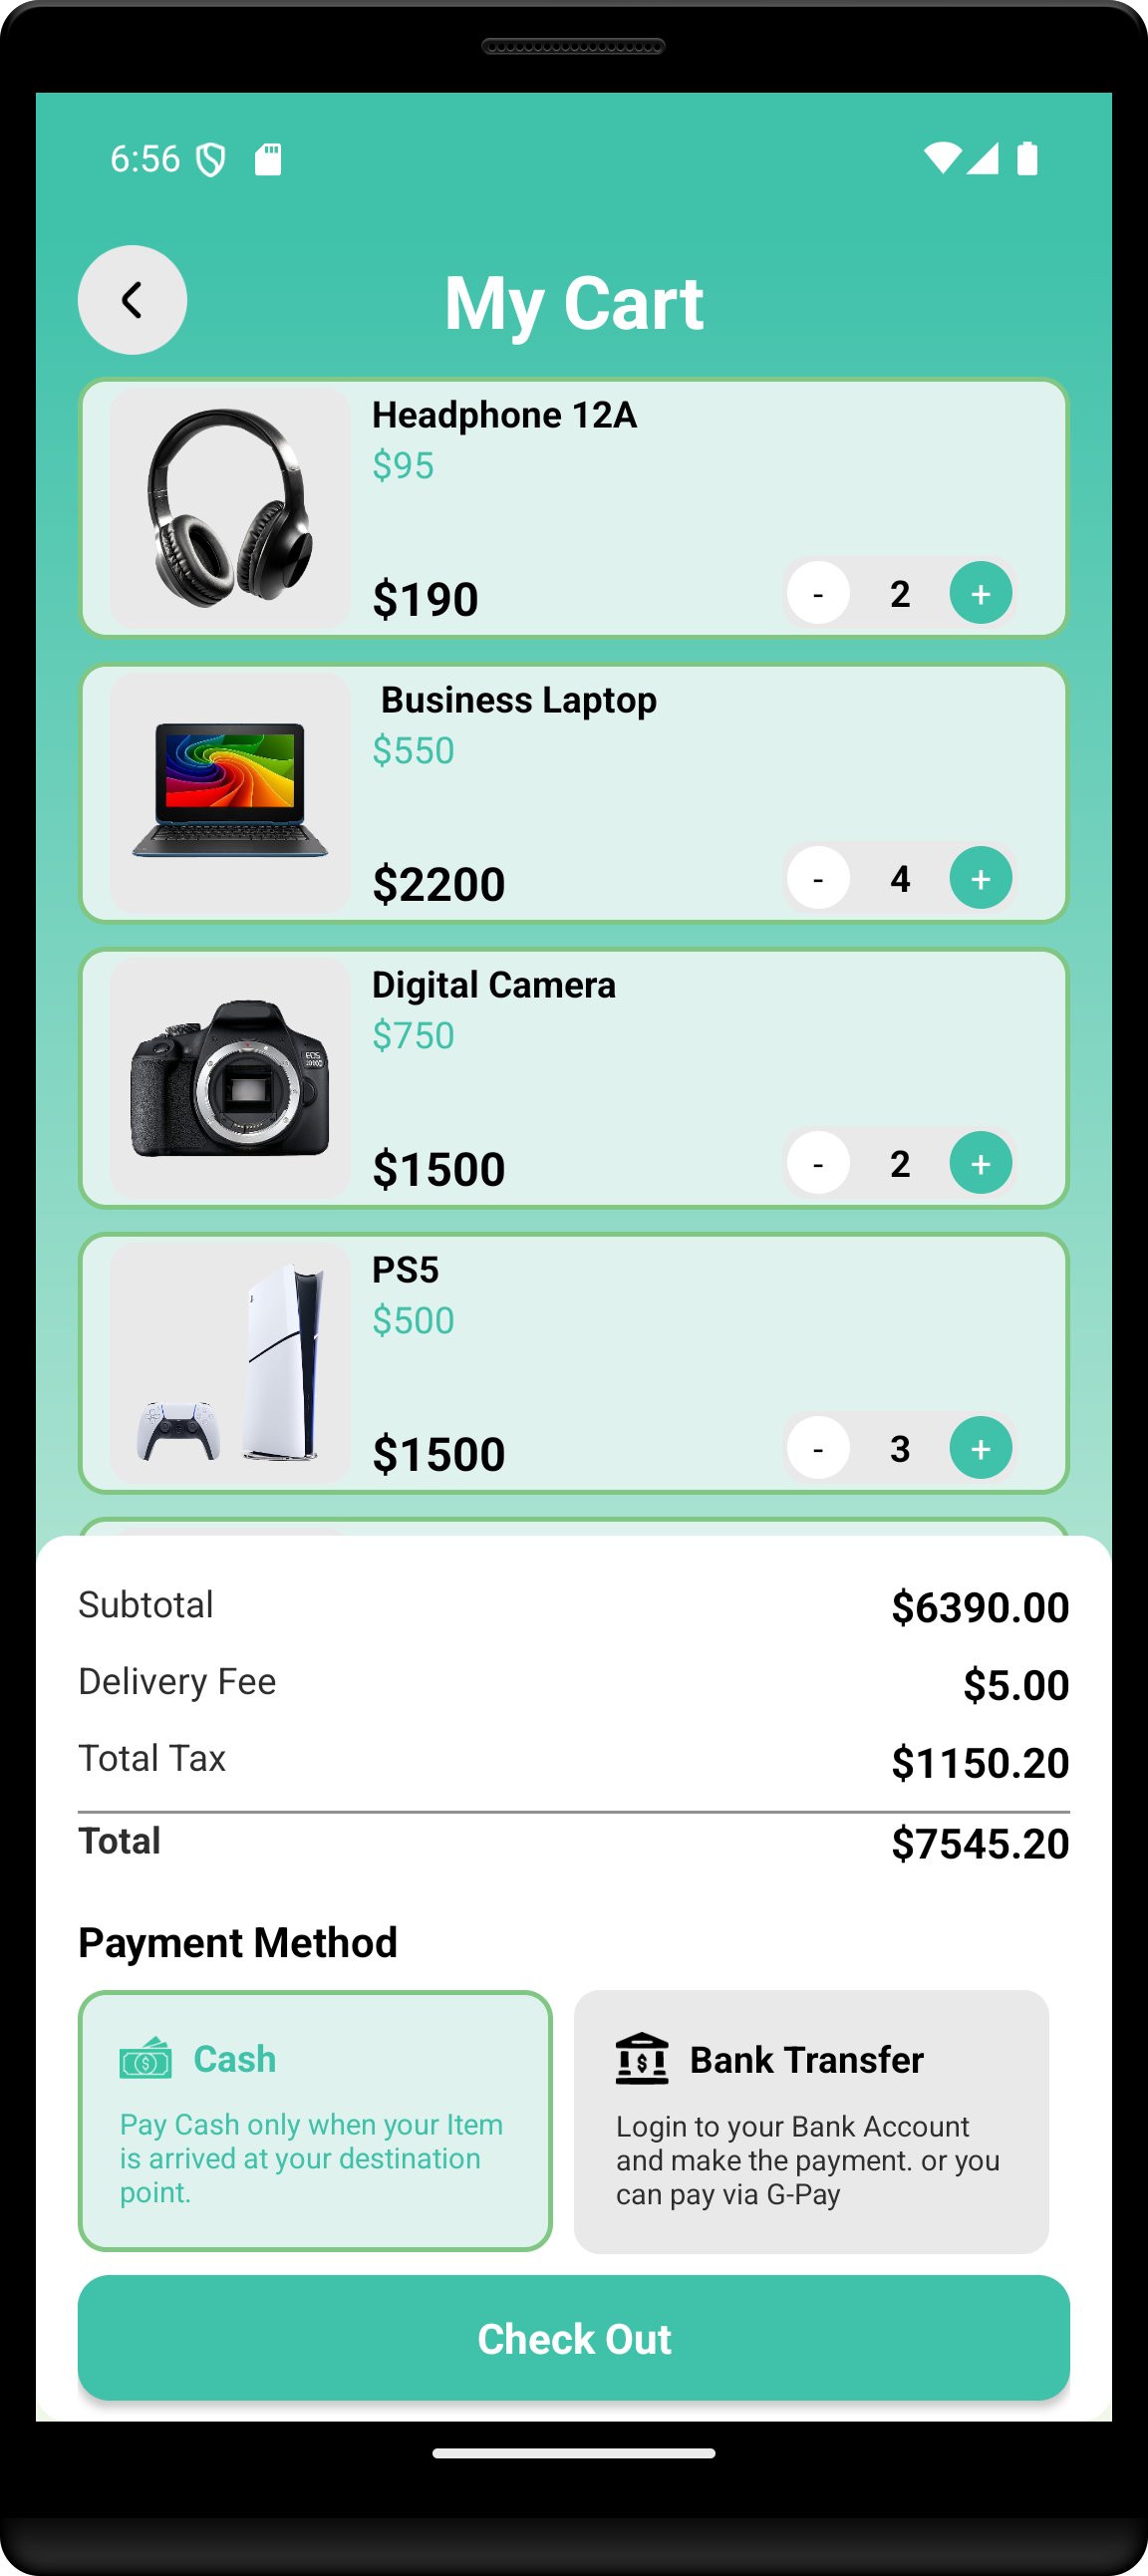 6:56
My Cart
Headphone 12A
$95
$190
- 2 +
Business Laptop
$550
$2200
- 4 +
Digital Camera
$750
$1500
- 2 +
PS5
$500
$1500
- 3 +
Subtotal $6390.00
Delivery Fee $5.00
Total Tax $1150.20
Total $7545.20
Payment Method
Cash
Pay Cash only when your Item
is arrived at your destination
point.
Bank Transfer
Login to your Bank Account
and make the payment. or you
can pay via G-Pay
Check Out